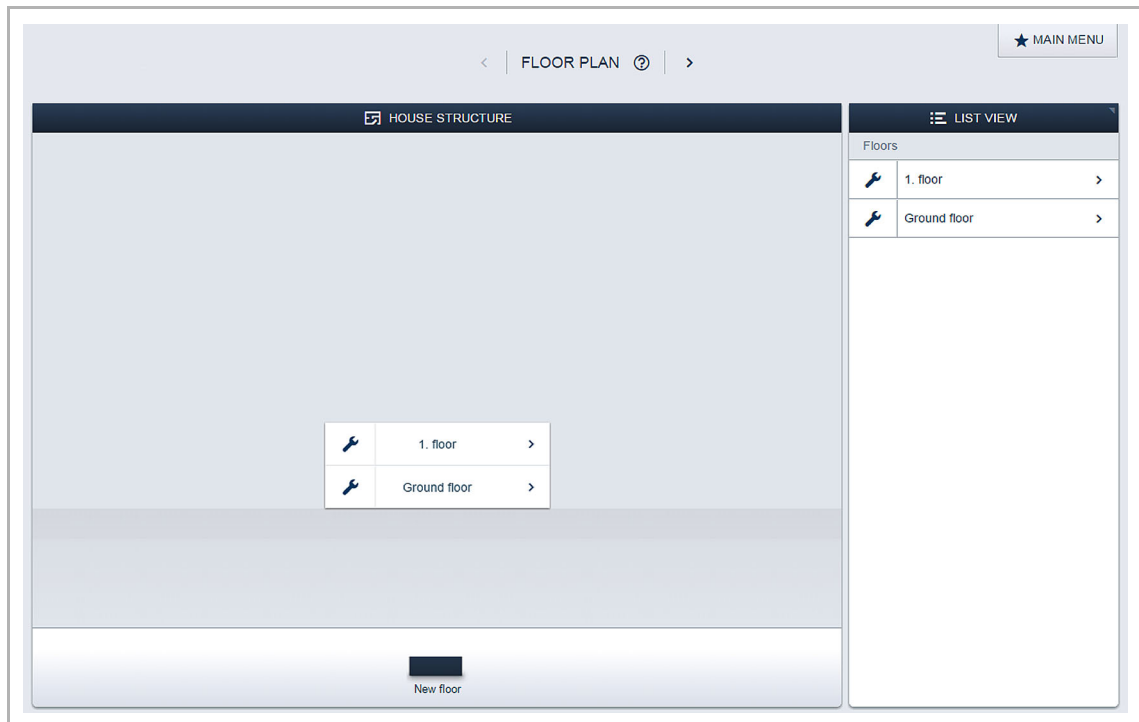 MAIN MENU
FLOOR PLAN ?
HOUSE STRUCTURE
LIST VIEW
Floors
1. floor
Ground floor
1. floor
Ground floor
New floor